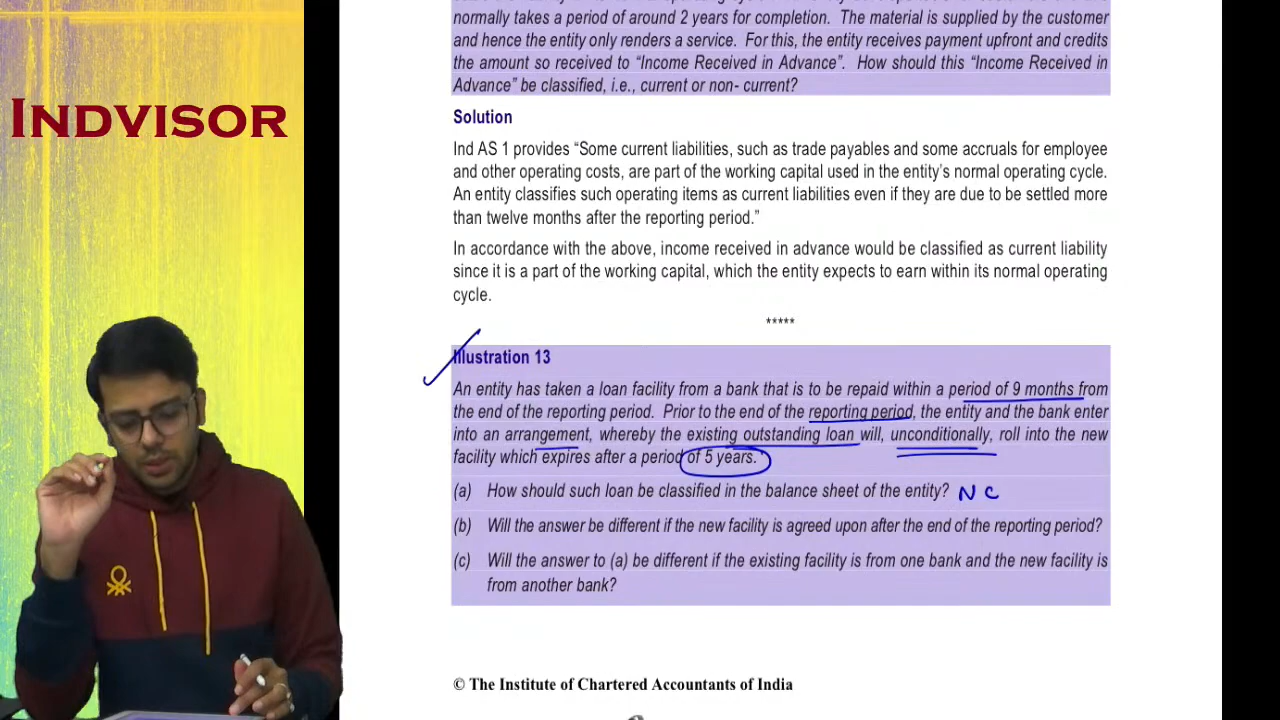 INDVISOR
normally takes a period of around 2 years for completion. The material is supplied by the customer
and hence the entity only renders a service. For this, the entity receives payment upfront and credits
the amount so received to “Income Received in Advance”. How should this “Income Received in
Advance” be classified, i.e., current or non- current?
Solution
Ind AS 1 provides “Some current liabilities, such as trade payables and some accruals for employee
and other operating costs, are part of the working capital used in the entity’s normal operating cycle.
An entity classifies such operating items as current liabilities even if they are due to be settled more
than twelve months after the reporting period.”
In accordance with the above, income received in advance would be classified as current liability
since it is a part of the working capital, which the entity expects to earn within its normal operating
cycle.
*****
Illustration 13
An entity has taken a loan facility from a bank that is to be repaid within a period of 9 months from
the end of the reporting period. Prior to the end of the reporting period, the entity and the bank enter
into an arrangement, whereby the existing outstanding loan will, unconditionally, roll into the new
facility which expires after a period of 5 years.
(a) How should such loan be classified in the balance sheet of the entity? NC
(b) Will the answer be different if the new facility is agreed upon after the end of the reporting period?
(c) Will the answer to (a) be different if the existing facility is from one bank and the new facility is
from another bank?
© The Institute of Chartered Accountants of India